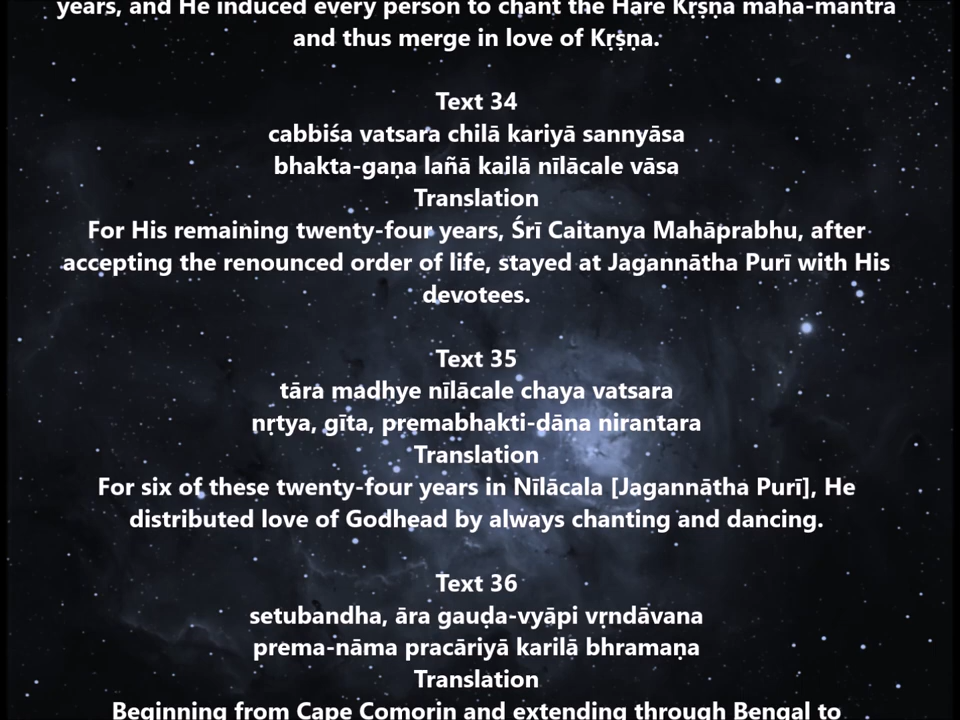 years, and He induced every person to chant the Hare Kṛṣṇa mahā-mantra
and thus merge in love of Kṛṣṇa.
Text 34
cabbiśa vatsara chilā kariyā sannyāsa
bhakta-gaṇa lañā kailā nīlācale vāsa
Translation
For His remaining twenty-four years, Śrī Caitanya Mahāprabhu, after
accepting the renounced order of life, stayed at Jagannātha Purī with His
devotees.
Text 35
tāra madhye nīlācale chaya vatsara
nṛtya, gīta, premabhakti-dāna nirantara
Translation
For six of these twenty-four years in Nīlācala [Jagannātha Purī], He
distributed love of Godhead by always chanting and dancing.
Text 36
setubandha, āra gauḍa-vyāpi vṛndāvana
prema-nāma pracāriyā karilā bhramaṇa
Translation
Beginning from Cape Comorin and extending through Bengal to